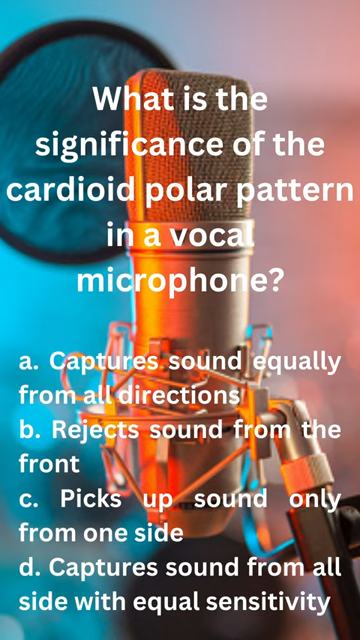 What is the
significance of the
cardioid polar pattern
in a vocal
microphone?
a. Captures sound equally
from all directions
b. Rejects sound from the
front
c. Picks up sound only
from one side
d. Captures sound from all
side with equal sensitivity